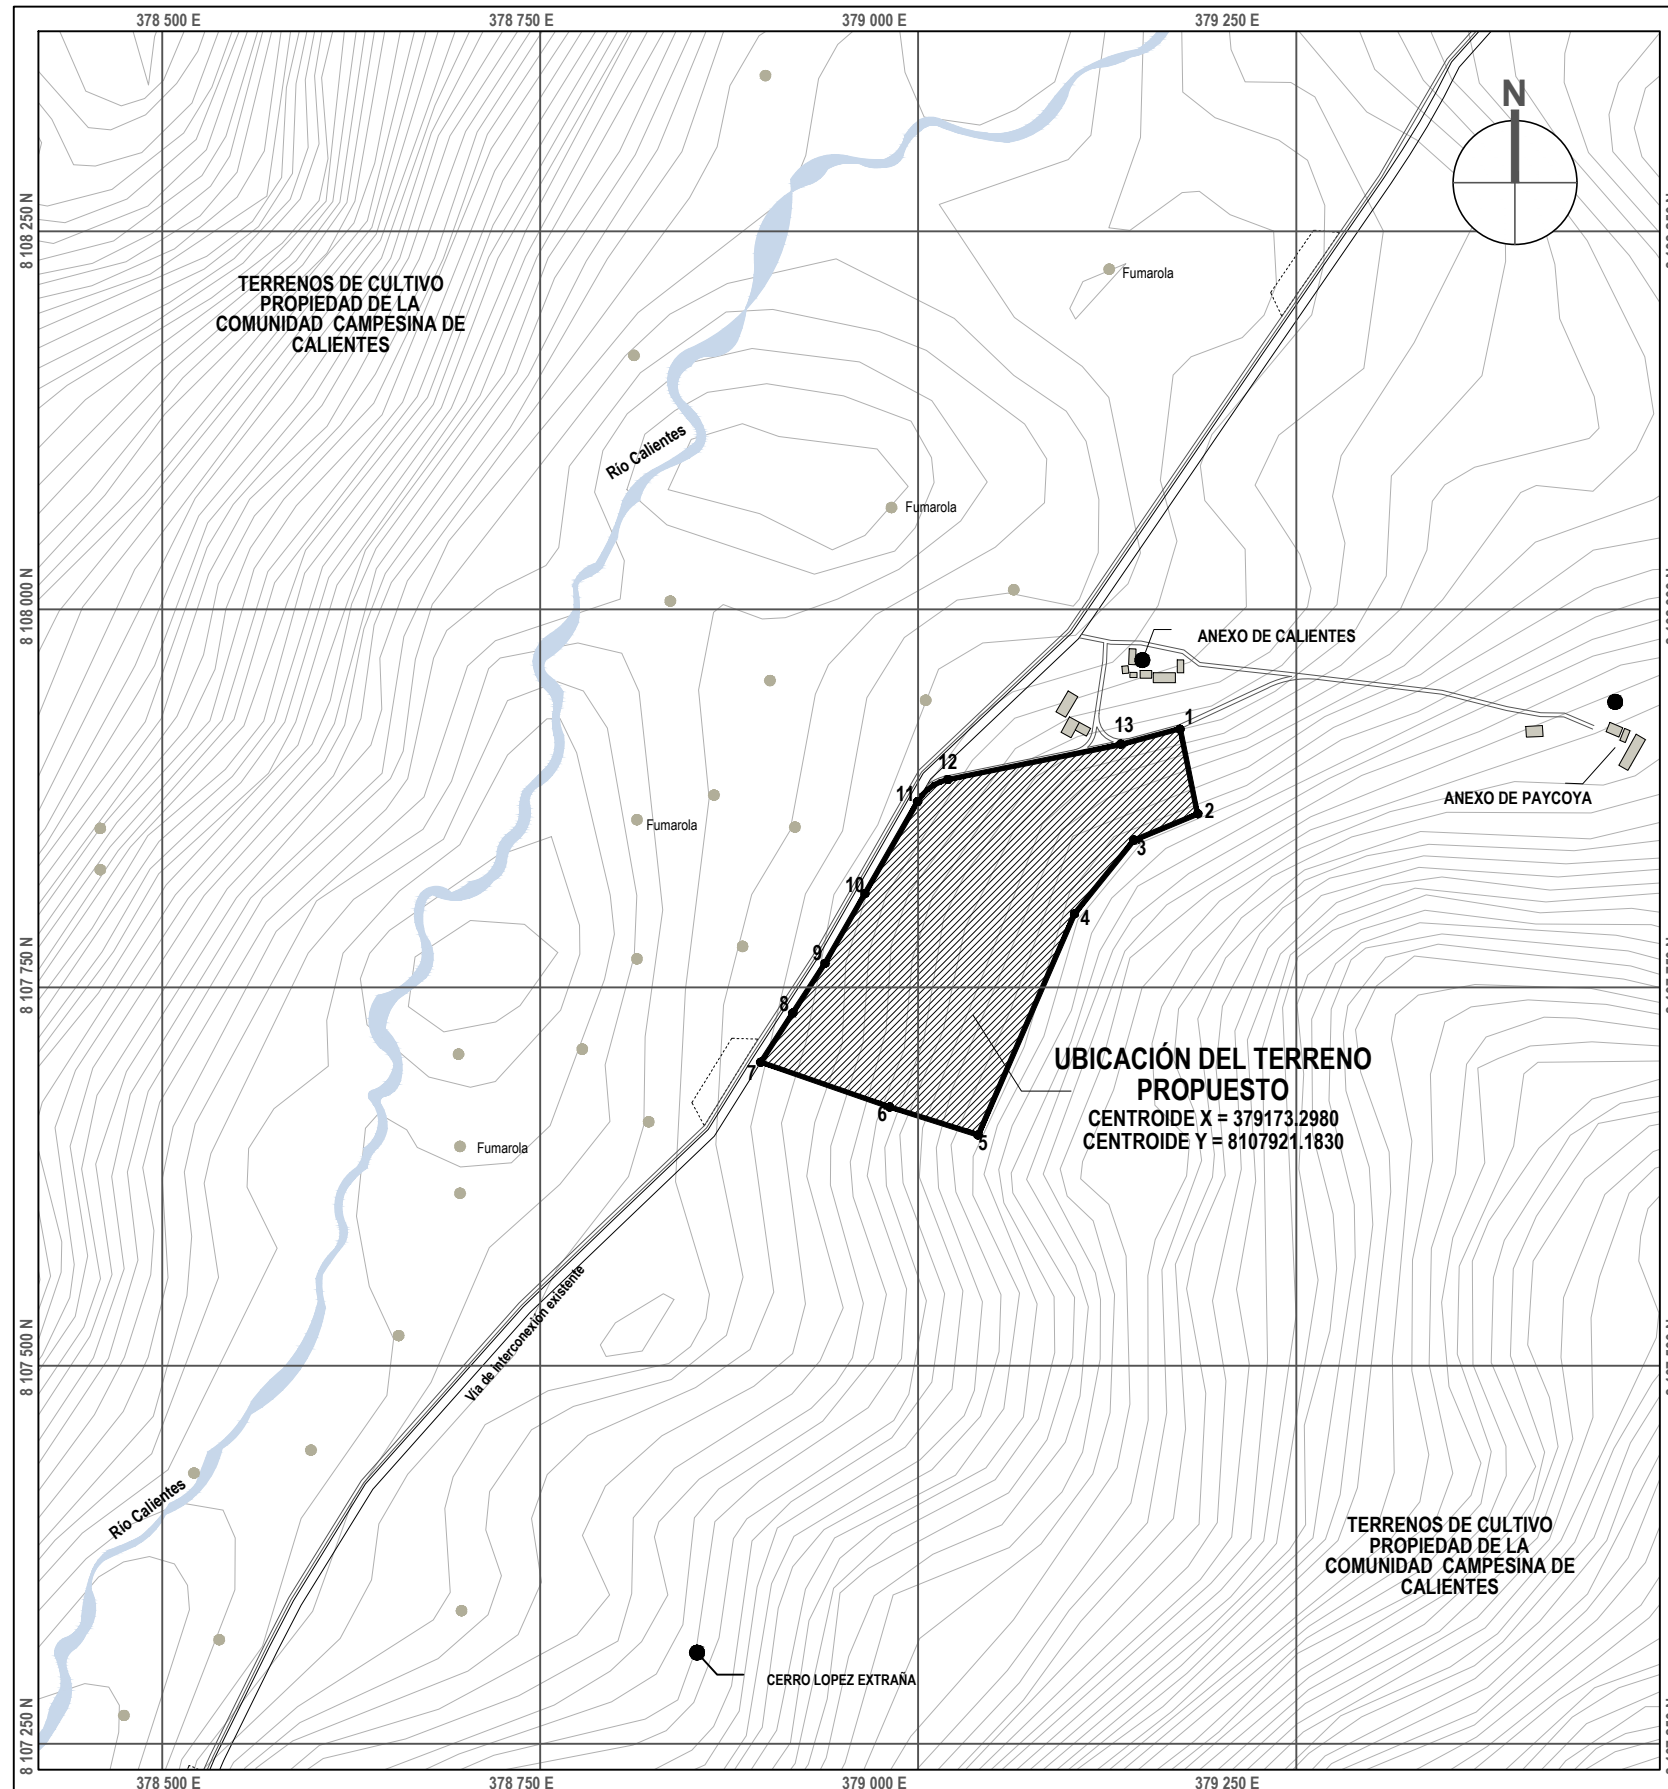 378 500 E
378 750 E
379 000 E
379 250 E
N
8 108 250 N
TERRENOS DE CULTIVO
PROPIEDAD DE LA
COMUNIDAD CAMPESINA DE
CALIENTES
Fumarola
Río Calientes
Fumarola
8 108 000 N
ANEXO DE CALIENTES
1
13
12
11
2
ANEXO DE PAYCOYA
Fumarola
3
10
4
9
8 107 750 N
8
7
UBICACIÓN DEL TERRENO
PROPUESTO
CENTROIDE X = 379173.2980
CENTROIDE Y = 8107921.1830
6
5
Fumarola
Vía de interconexión existente
8 107 500 N
Río Calientes
TERRENOS DE CULTIVO
PROPIEDAD DE LA
COMUNIDAD CAMPESINA DE
CALIENTES
CERRO LOPEZ EXTRAÑA
8 107 250 N
378 500 E
378 750 E
379 000 E
379 250 E